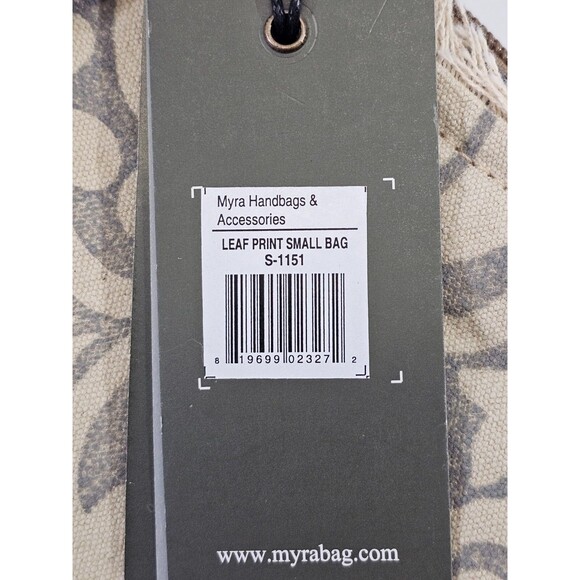 Myra Handbags &
Accessories
LEAF PRINT SMALL BAG
S-1151
8 19699 02327 2
www.myrabag.com